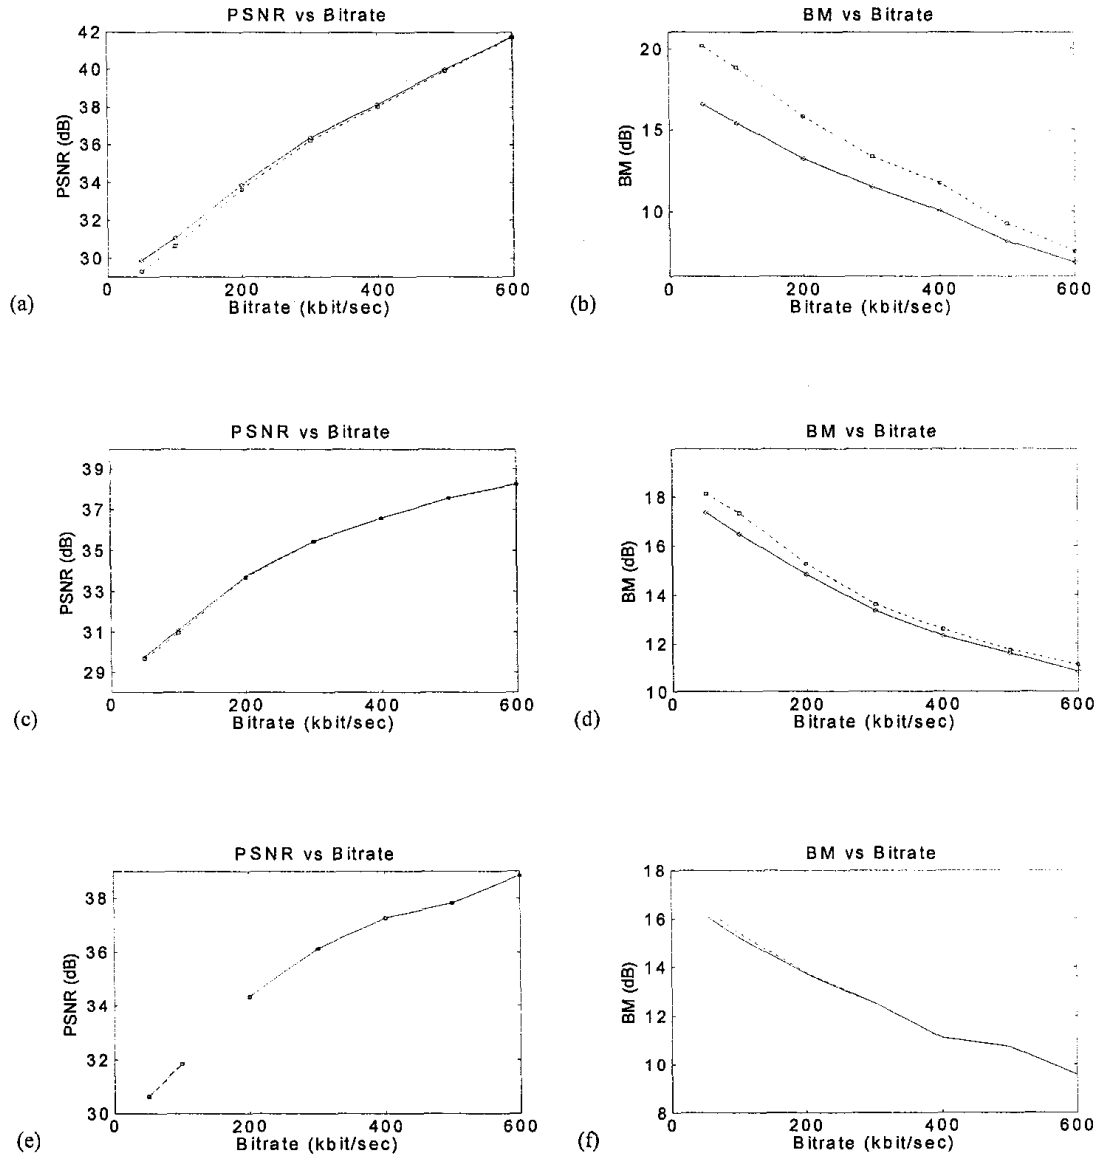 PSNR vs Bitrate
42
40
38
36
34
32
30
PSNR (dB)
0 200 400 600
Bitrate (kbit/sec)
(a)
BM vs Bitrate
20
15
10
BM (dB)
0 200 400 600
Bitrate (kbit/sec)
(b)
PSNR vs Bitrate
39
37
35
33
31
29
PSNR (dB)
0 200 400 600
Bitrate (kbit/sec)
(c)
BM vs Bitrate
18
16
14
12
10
BM (dB)
0 200 400 600
Bitrate (kbit/sec)
(d)
PSNR vs Bitrate
38
36
34
32
30
PSNR (dB)
0 200 400 600
Bitrate (kbit/sec)
(e)
BM vs Bitrate
18
16
14
12
10
8
BM (dB)
0 200 400 600
Bitrate (kbit/sec)
(f)